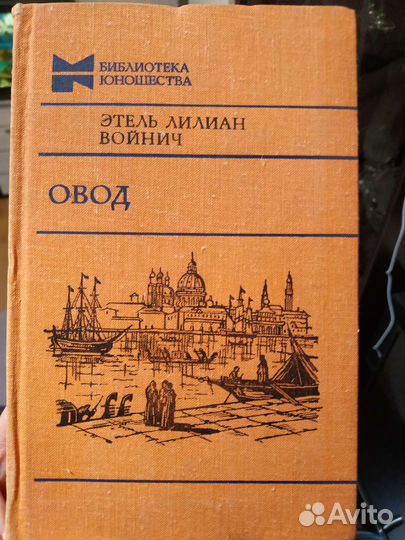 БИБЛИОТЕКА
ЮНОШЕСТВА
ЭТЕЛЬ ЛИЛИАН
ВОЙНИЧ
ОВОД
Avito